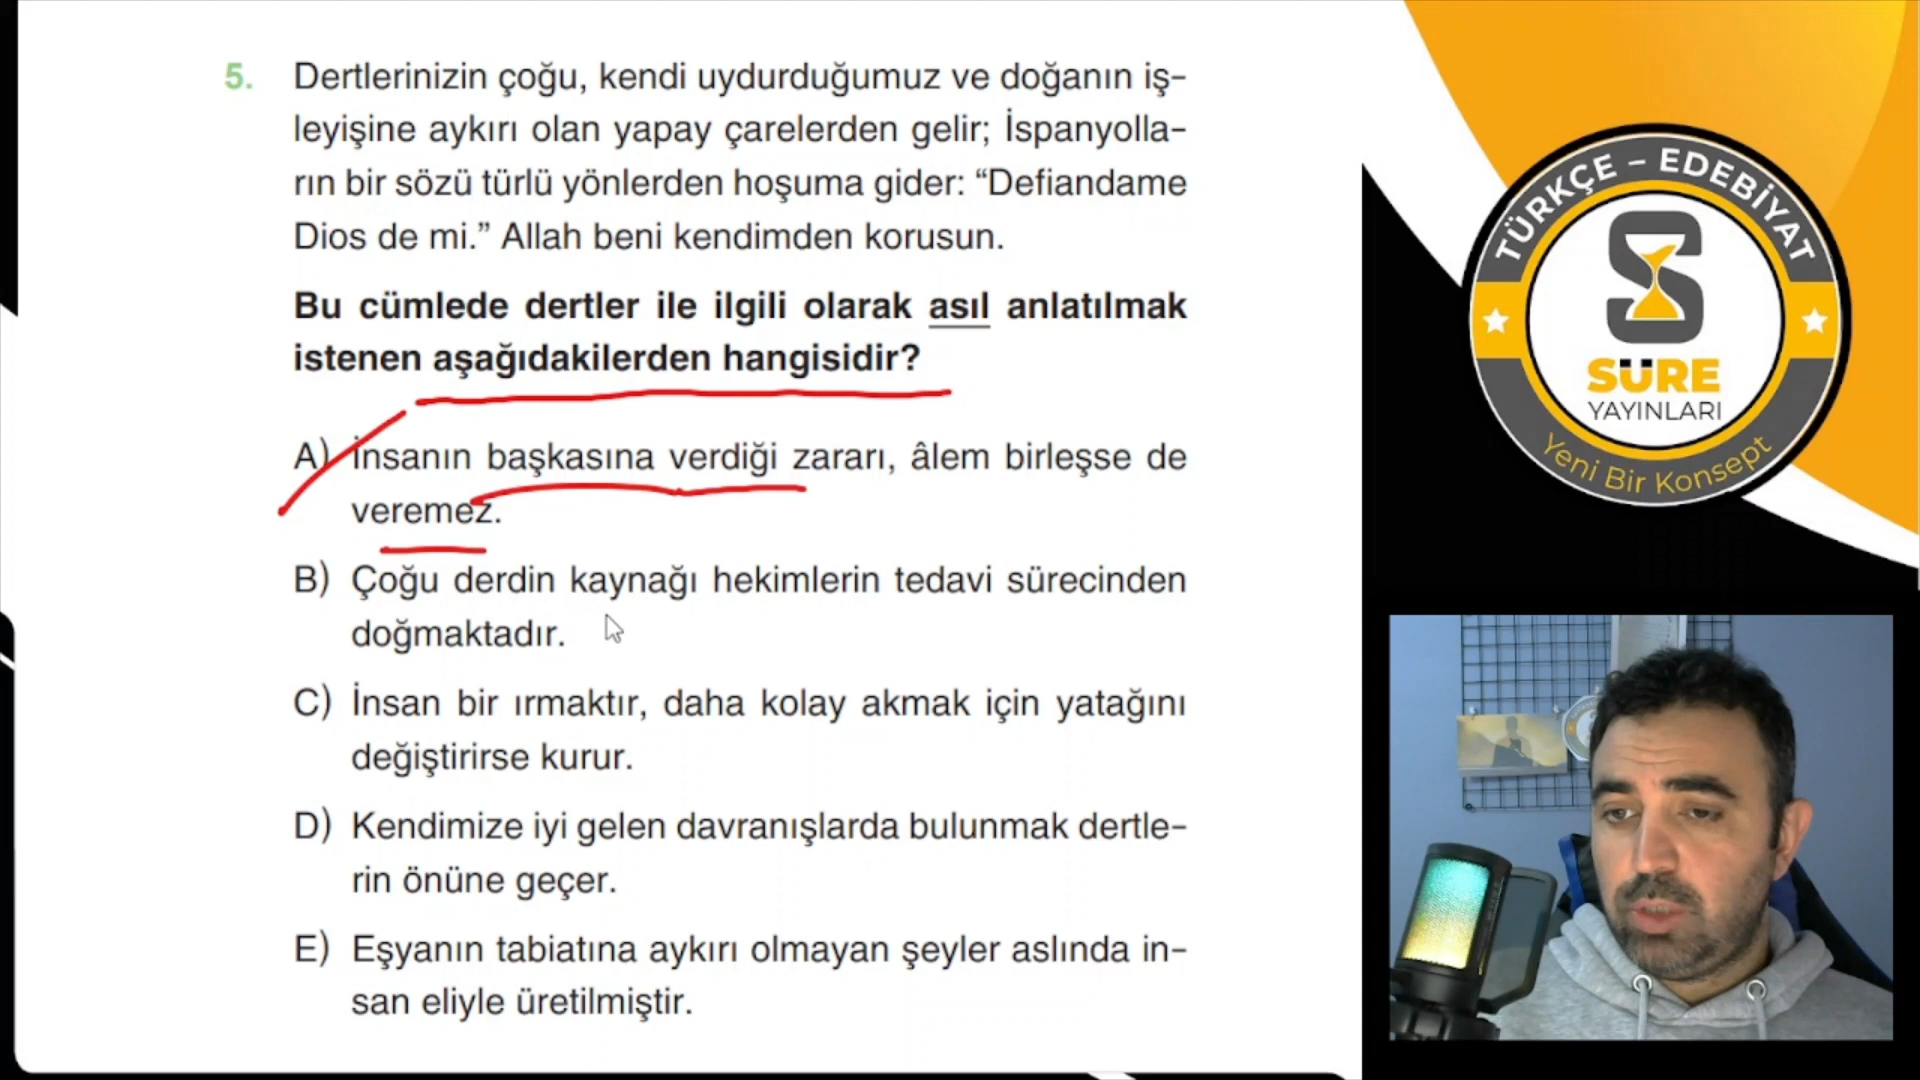 5. Dertlerinizin çoğu, kendi uydurduğumuz ve doğanın iş-
leyişine aykırı olan yapay çarelerden gelir; İspanyolla-
rın bir sözü türlü yönlerden hoşuma gider: “Defiandame
Dios de mi.” Allah beni kendimden korusun.
Bu cümlede dertler ile ilgili olarak asıl anlatılmak
istenen aşağıdakilerden hangisidir?
A) İnsanın başkasına verdiği zararı, âlem birleşse de
veremez.
B) Çoğu derdin kaynağı hekimlerin tedavi sürecinden
doğmaktadır.
C) İnsan bir ırmaktır, daha kolay akmak için yatağını
değiştirirse kurur.
D) Kendimize iyi gelen davranışlarda bulunmak dertle-
rin önüne geçer.
E) Eşyanın tabiatına aykırı olmayan şeyler aslında in-
san eliyle üretilmiştir.
TÜRKÇE – EDEBİYAT
SÜRE
YAYINLARI
Yeni Bir Konsept